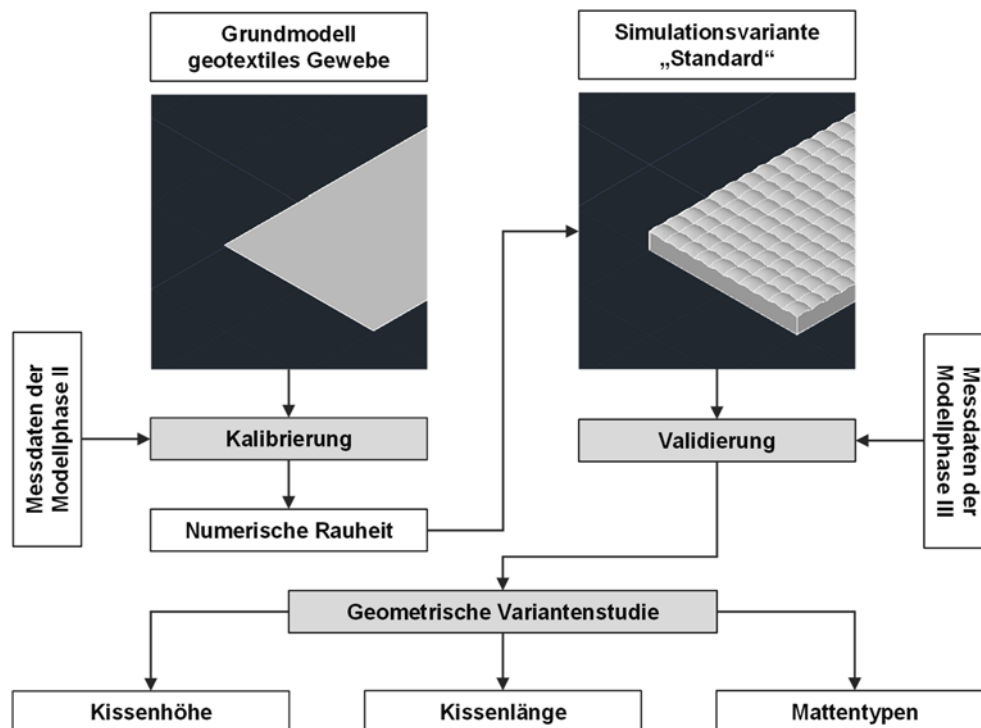 Grundmodell
geotextiles Gewebe
Simulationsvariante
„Standard“
Messdaten der
Modellphase II
Kalibrierung
Validierung
Messdaten der
Modellphase III
Numerische Rauheit
Geometrische Variantenstudie
Kissenhöhe
Kissenlänge
Mattentypen